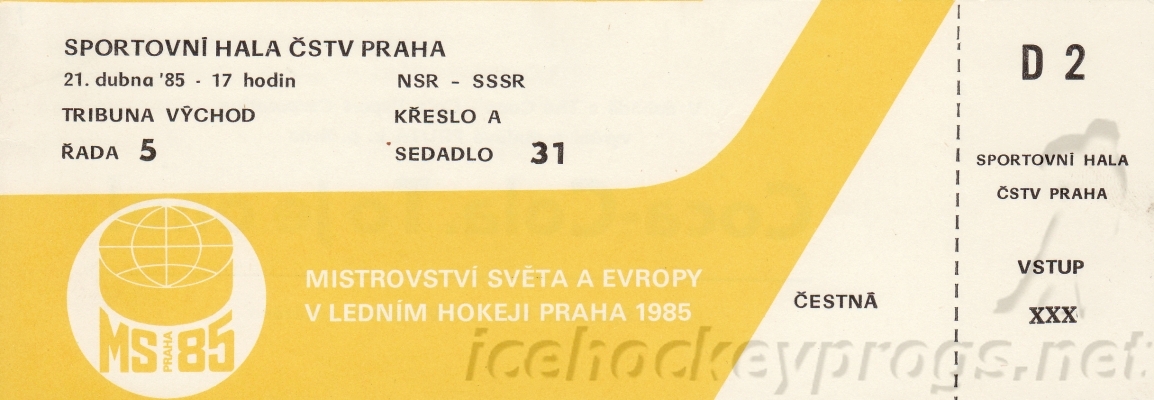 SPORTOVNÍ HALA ČSTV PRAHA
21. dubna '85 - 17 hodin NSR - SSSR
TRIBUNA VÝCHOD KŘESLO A
ŘADA 5 SEDADLO 31
MS PRAHA 85
MISTROVSTVÍ SVĚTA A EVROPY
V LEDNÍM HOKEJI PRAHA 1985
ČESTNÁ
D 2
SPORTOVNÍ HALA
ČSTV PRAHA
VSTUP
XXX
icehockeyprogs.net